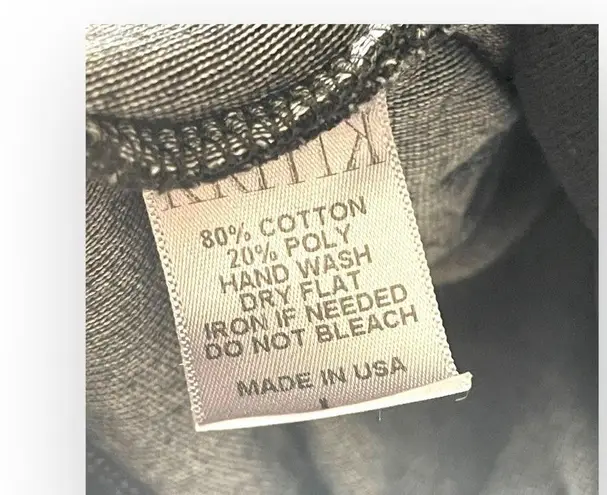 80% COTTON
20% POLY
HAND WASH
DRY FLAT
IRON IF NEEDED
DO NOT BLEACH
MADE IN USA